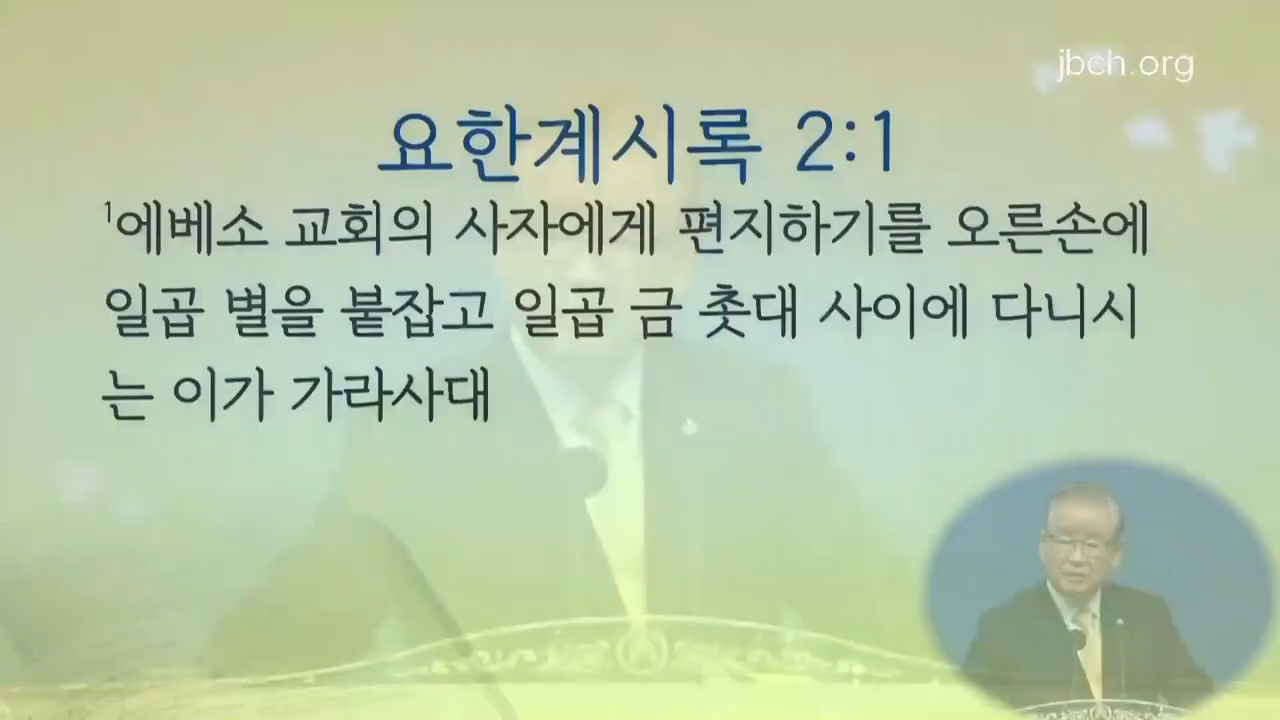 jbch.org
요한계시록 2:1
¹에베소 교회의 사자에게 편지하기를 오른손에
일곱 별을 붙잡고 일곱 금 촛대 사이에 다니시
는 이가 가라사대